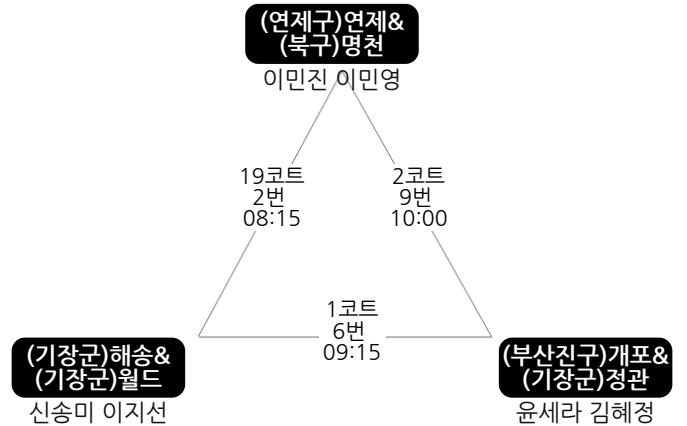 (연제구)연제&
(북구)명천
이민진 이민영
19코트
2번
08:15
2코트
9번
10:00
1코트
6번
09:15
(기장군)해송&
(기장군)월드
신송미 이지선
(부산진구)개포&
(기장군)정관
윤세라 김혜정